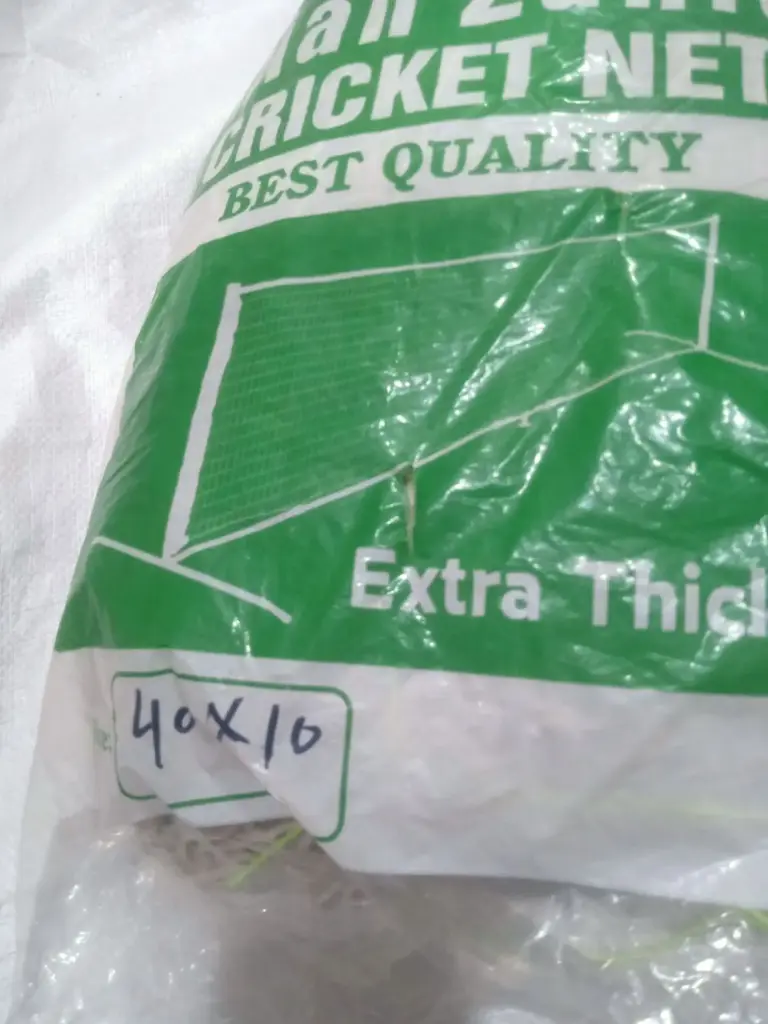 CRICKET NET
BEST QUALITY
Extra
40x10